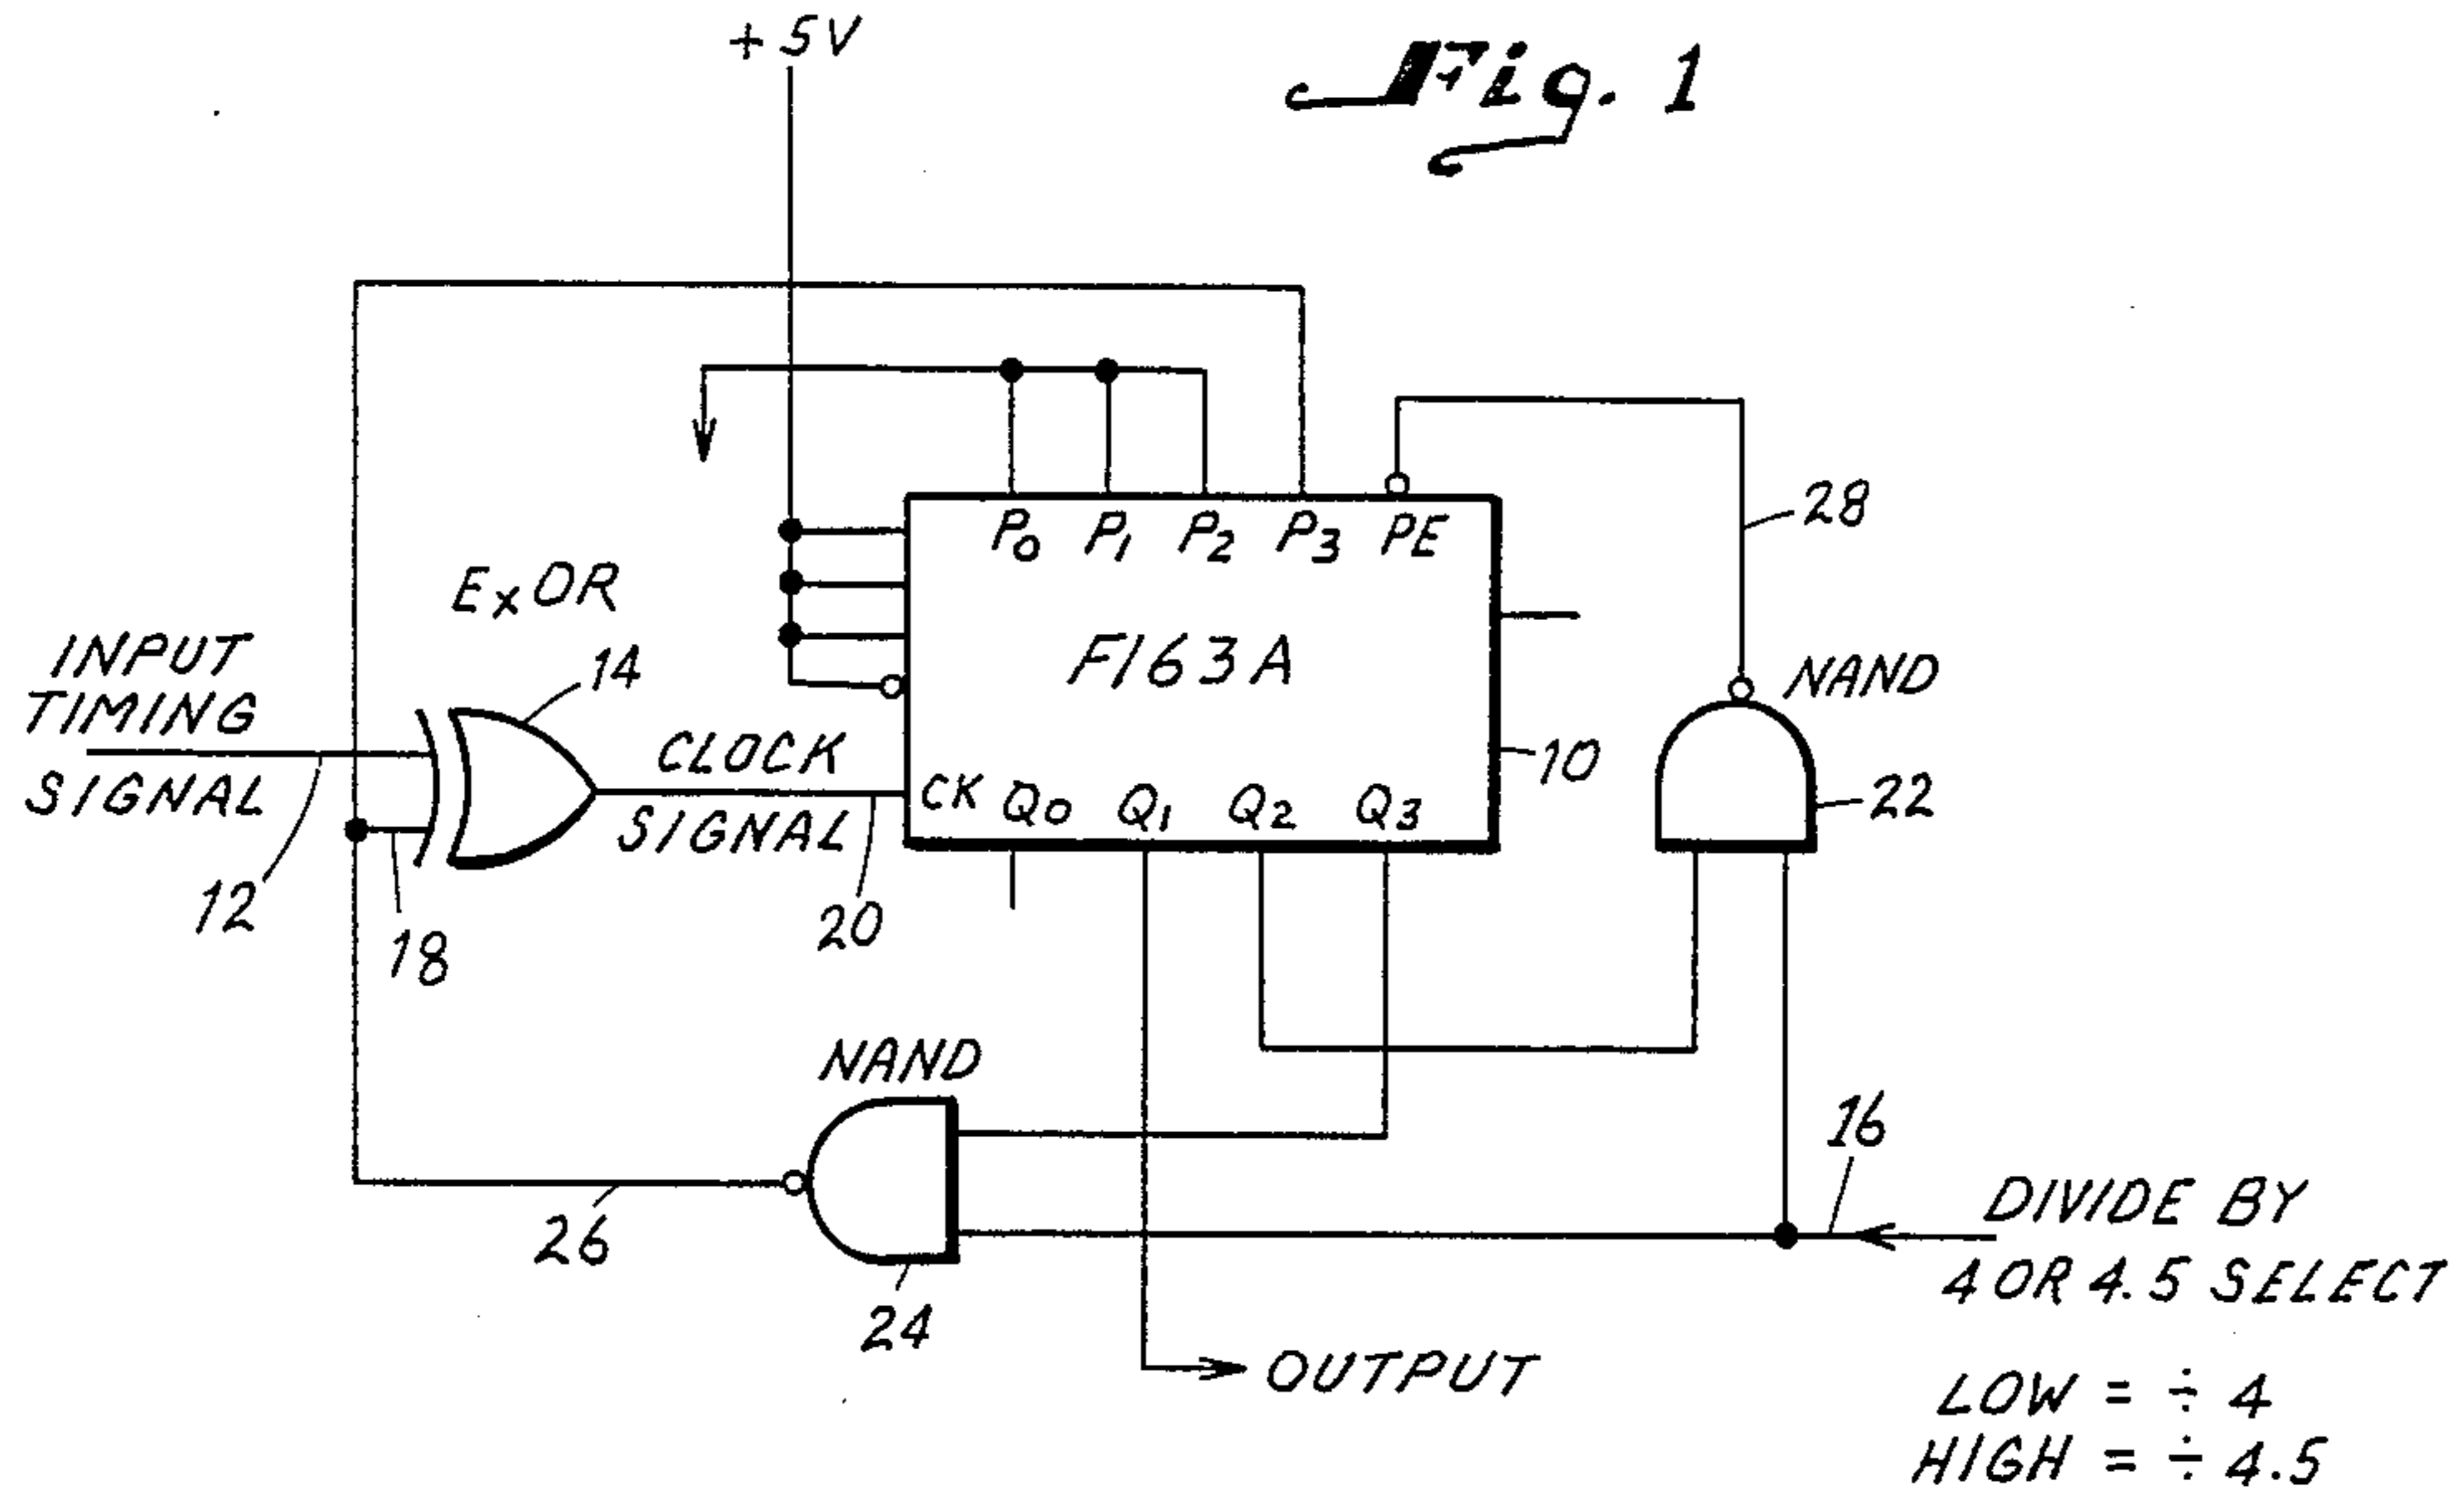 +5V
Fig. 1
28
P0 P1 P2 P3 PE
ExOR
INPUT
TIMING
SIGNAL
14
F163A
NAND
CLOCK
SIGNAL
10
CK Q0 Q1 Q2 Q3
22
12
18
20
NAND
16
DIVIDE BY
4 OR 4.5 SELECT
26
24
OUTPUT
LOW = ÷ 4
HIGH = ÷ 4.5